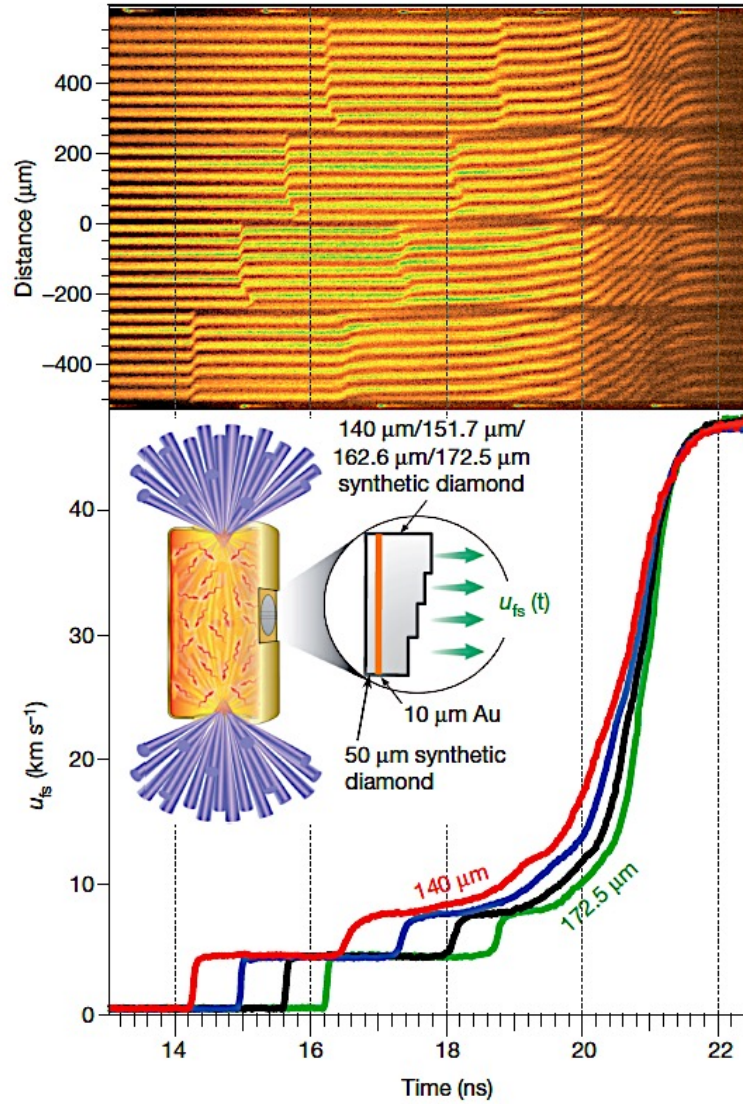 400
200
0
−200
−400
Distance (μm)
140 μm/151.7 μm/
162.6 μm/172.5 μm
synthetic diamond
u_fs (t)
10 μm Au
50 μm synthetic
diamond
140 μm
172.5 μm
40
30
20
10
0
u_fs (km s⁻¹)
14
16
18
20
22
Time (ns)